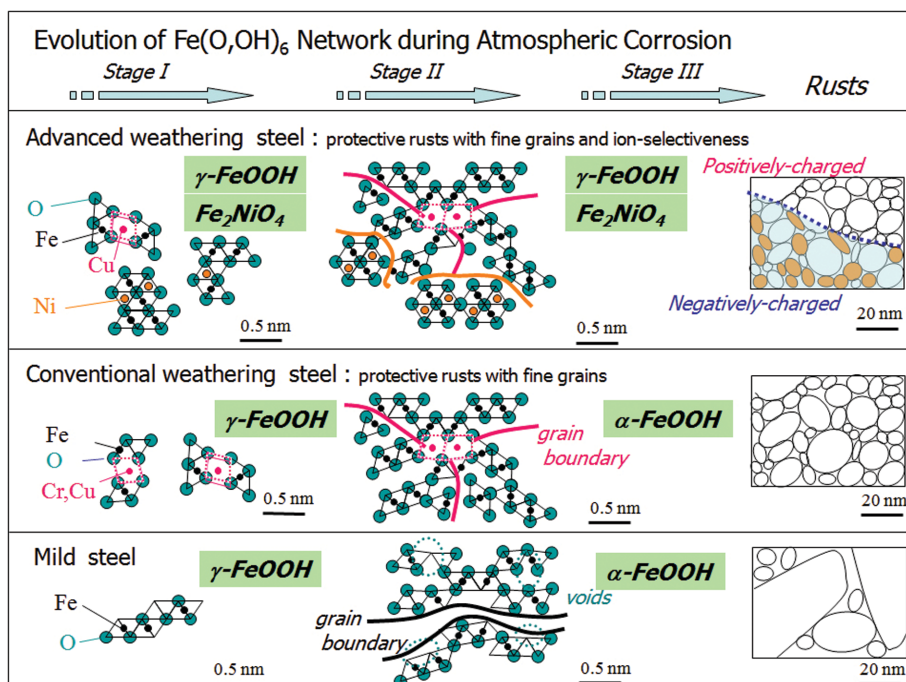 Evolution of Fe(O,OH)₆ Network during Atmospheric Corrosion
Stage I
Stage II
Stage III
Rusts
Advanced weathering steel : protective rusts with fine grains and ion-selectiveness
O
Fe
Cu
Ni
γ-FeOOH
Fe₂NiO₄
0.5 nm
γ-FeOOH
Fe₂NiO₄
0.5 nm
Positively-charged
Negatively-charged
20 nm
Conventional weathering steel : protective rusts with fine grains
Fe
O
Cr,Cu
γ-FeOOH
0.5 nm
grain
boundary
α-FeOOH
0.5 nm
20 nm
Mild steel
Fe
O
γ-FeOOH
0.5 nm
grain
boundary
voids
α-FeOOH
0.5 nm
20 nm